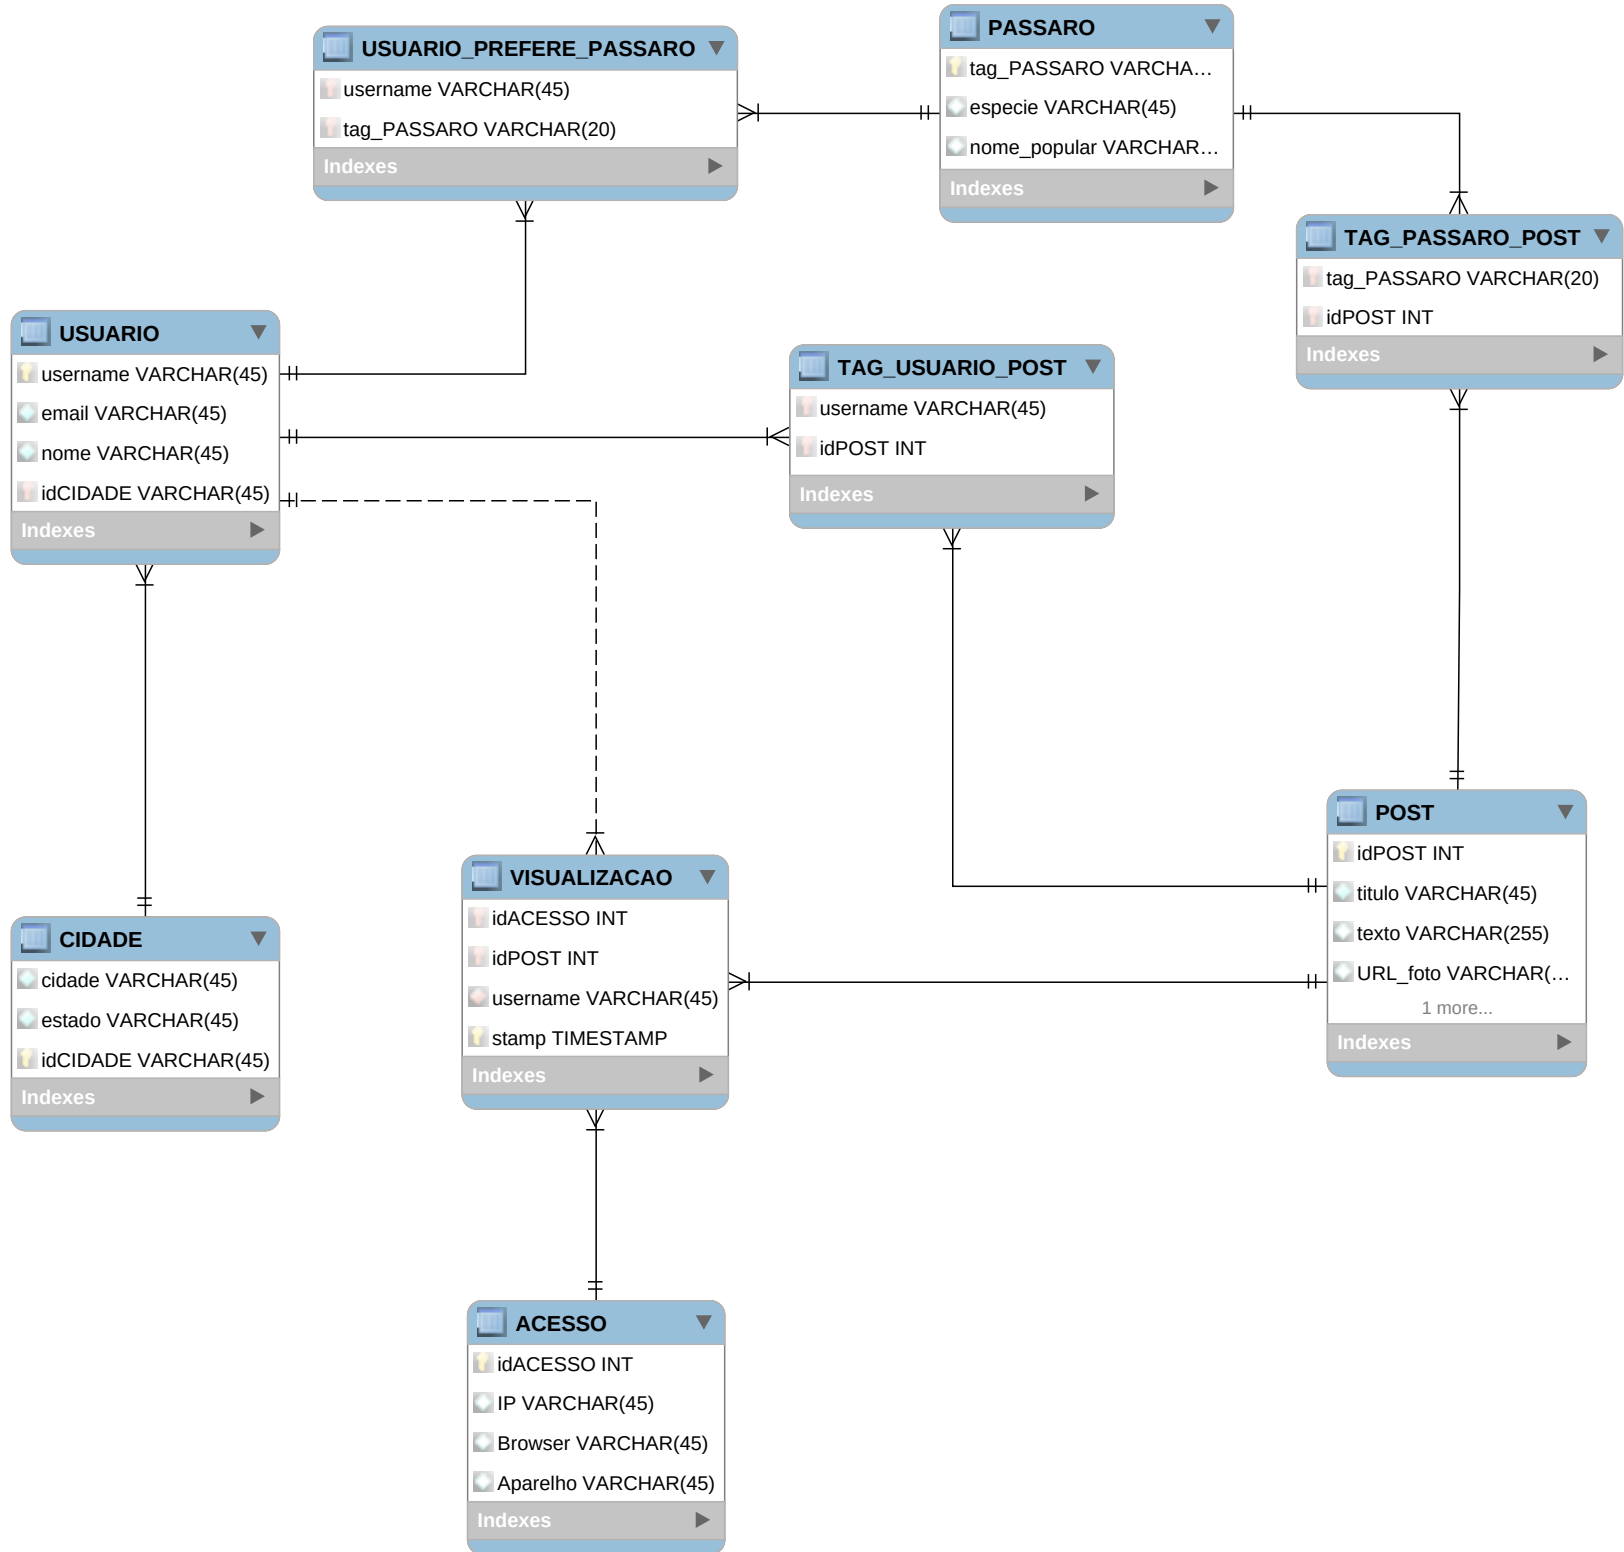 USUARIO_PREFERE_PASSARO
username VARCHAR(45)
tag_PASSARO VARCHAR(20)
Indexes
PASSARO
tag_PASSARO VARCHA…
especie VARCHAR(45)
nome_popular VARCHAR…
Indexes
TAG_PASSARO_POST
tag_PASSARO VARCHAR(20)
idPOST INT
Indexes
USUARIO
username VARCHAR(45)
email VARCHAR(45)
nome VARCHAR(45)
idCIDADE VARCHAR(45)
Indexes
TAG_USUARIO_POST
username VARCHAR(45)
idPOST INT
Indexes
POST
idPOST INT
titulo VARCHAR(45)
texto VARCHAR(255)
URL_foto VARCHAR(…
1 more...
Indexes
VISUALIZACAO
idACESSO INT
idPOST INT
username VARCHAR(45)
stamp TIMESTAMP
Indexes
CIDADE
cidade VARCHAR(45)
estado VARCHAR(45)
idCIDADE VARCHAR(45)
Indexes
ACESSO
idACESSO INT
IP VARCHAR(45)
Browser VARCHAR(45)
Aparelho VARCHAR(45)
Indexes